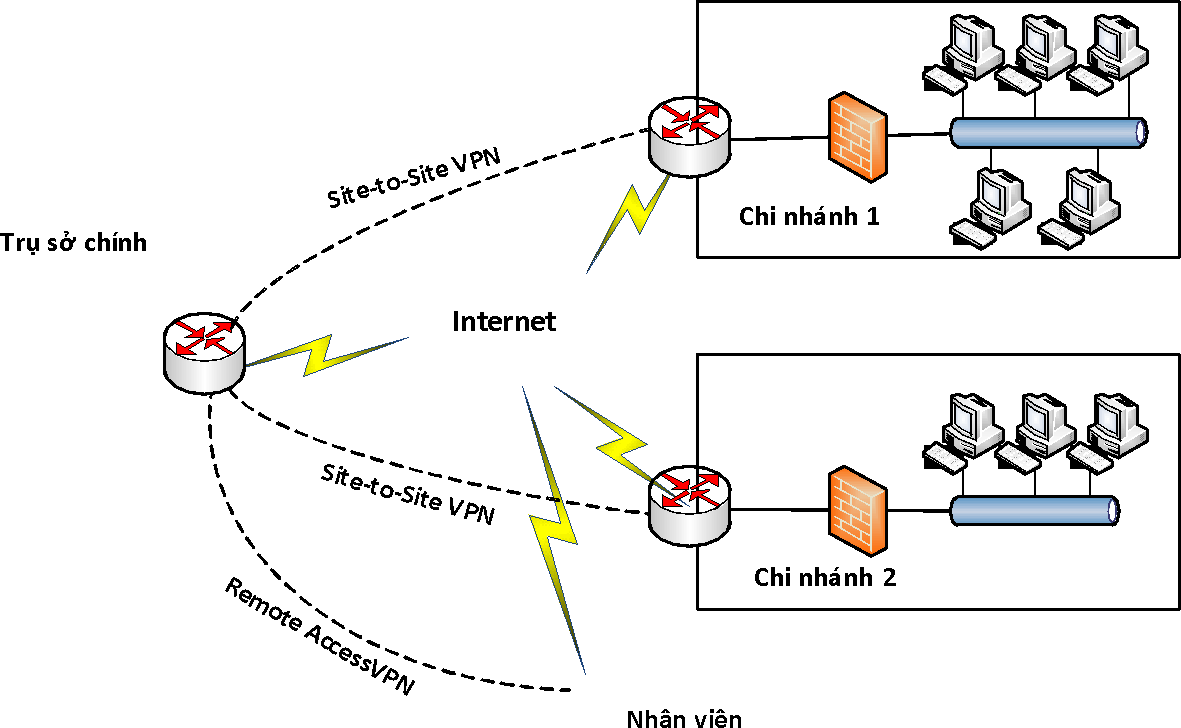 Site-to-Site VPN
Chi nhánh 1
Trụ sở chính
Internet
Site-to-Site VPN
Chi nhánh 2
Remote AccessVPN
Nhân viên